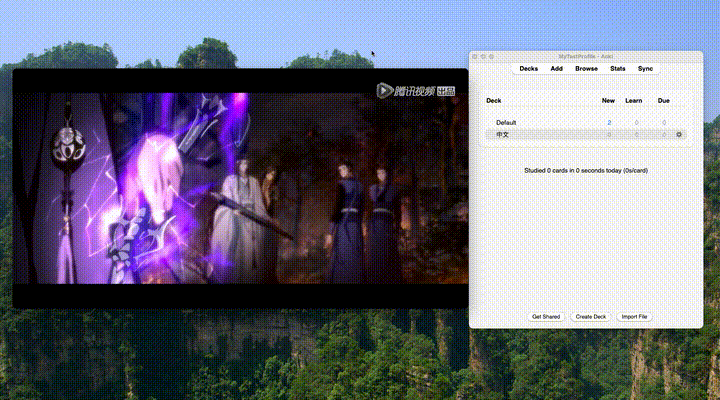 腾讯视频 出品
MyTestProfile - Anki
Decks Add Browse Stats Sync
Deck New Learn Due
Default 2 0 0
中文 0 0 0
Studied 0 cards in 0 seconds today (0s/card)
Get Shared Create Deck Import File